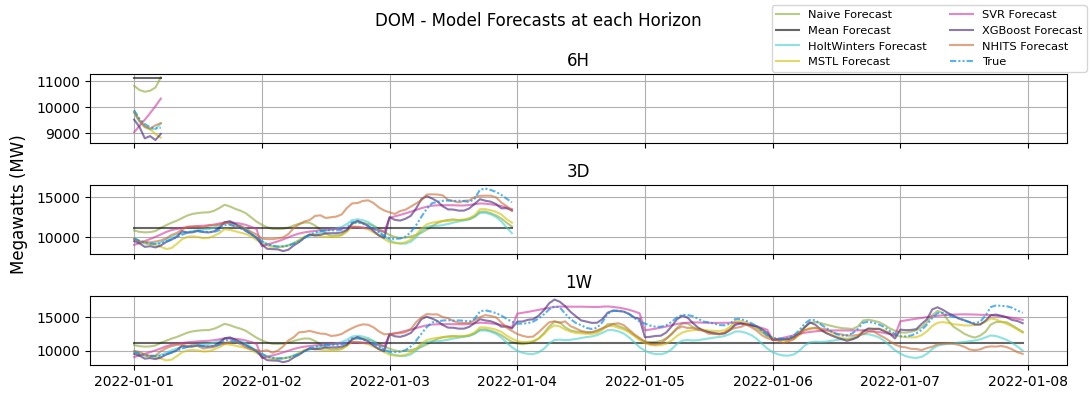 DOM - Model Forecasts at each Horizon
Naive Forecast
Mean Forecast
HoltWinters Forecast
MSTL Forecast
SVR Forecast
XGBoost Forecast
NHITS Forecast
True
Megawatts (MW)
6H
11000
10000
9000
3D
15000
10000
1W
15000
10000
2022-01-01 2022-01-02 2022-01-03 2022-01-04 2022-01-05 2022-01-06 2022-01-07 2022-01-08